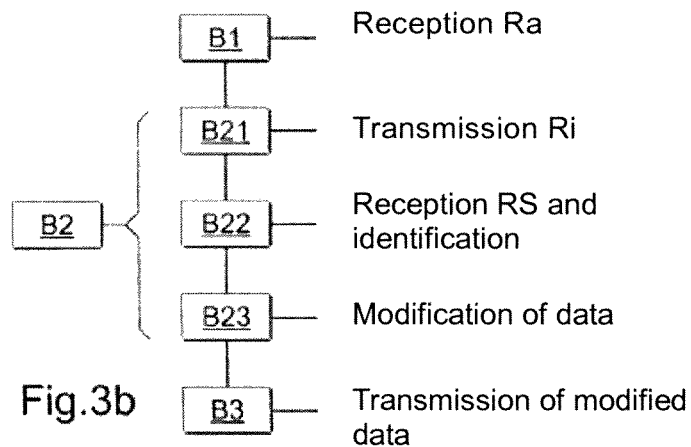 B1 Reception Ra
B21 Transmission Ri
B2
B22 Reception RS and
identification
B23 Modification of data
Fig.3b
B3 Transmission of modified
data